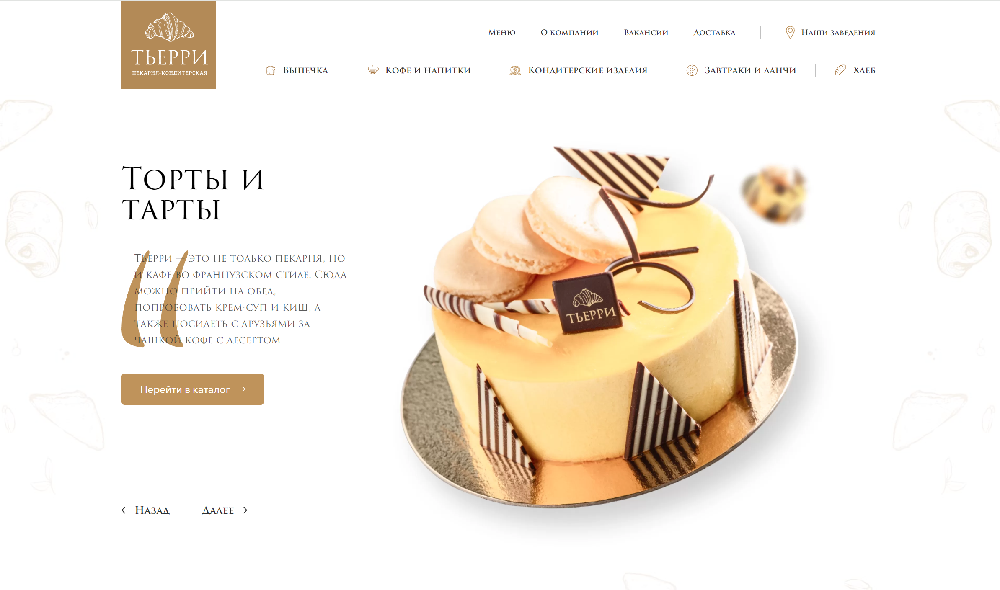 ТЬЕРРИ
ПЕКАРНЯ-КОНДИТЕРСКАЯ
Меню
О компании
Вакансии
Доставка
Наши заведения
Выпечка
Кофе и напитки
Кондитерские изделия
Завтраки и ланчи
Хлеб
Торты и
тарты
Тьерри — это не только пекарня, но
и кафе во французском стиле. Сюда
можно прийти на обед,
попробовать крем-суп и киш, а
также посидеть с друзьями за
чашкой кофе с десертом.
ТЬЕРРИ
Перейти в каталог
Назад
Далее